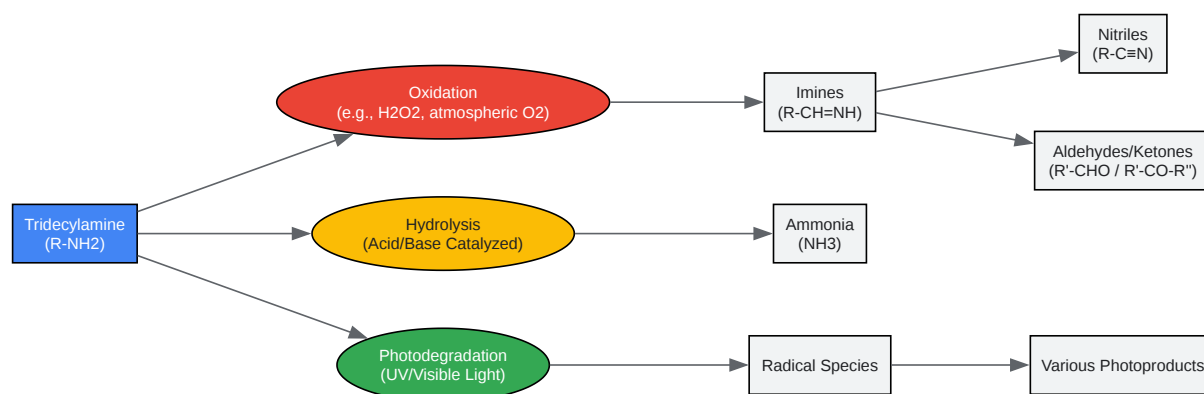 Tridecylamine
(R-NH2)
Oxidation
(e.g., H2O2, atmospheric O2)
Imines
(R-CH=NH)
Nitriles
(R-C≡N)
Aldehydes/Ketones
(R'-CHO / R'-CO-R")
Hydrolysis
(Acid/Base Catalyzed)
Ammonia
(NH3)
Photodegradation
(UV/Visible Light)
Radical Species
Various Photoproducts